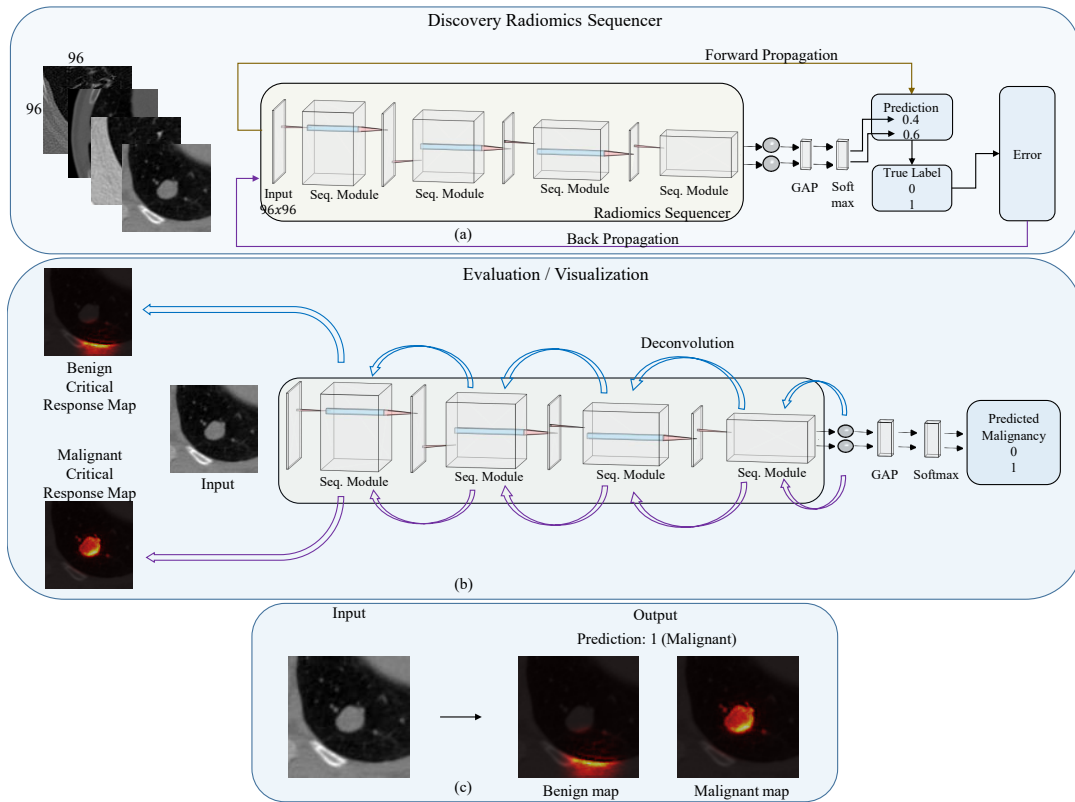 Discovery Radiomics Sequencer
96
96
Forward Propagation
Prediction
0.4
0.6
True Label
0
1
Error
GAP
Soft
max
Input
96x96
Seq. Module
Seq. Module
Seq. Module
Seq. Module
Radiomics Sequencer
(a)
Back Propagation
Evaluation / Visualization
Benign
Critical
Response Map
Malignant
Critical
Response Map
Input
Deconvolution
Seq. Module
Seq. Module
Seq. Module
Seq. Module
GAP
Softmax
Predicted
Malignancy
0
1
(b)
Input
Output
Prediction: 1 (Malignant)
(c)
Benign map
Malignant map